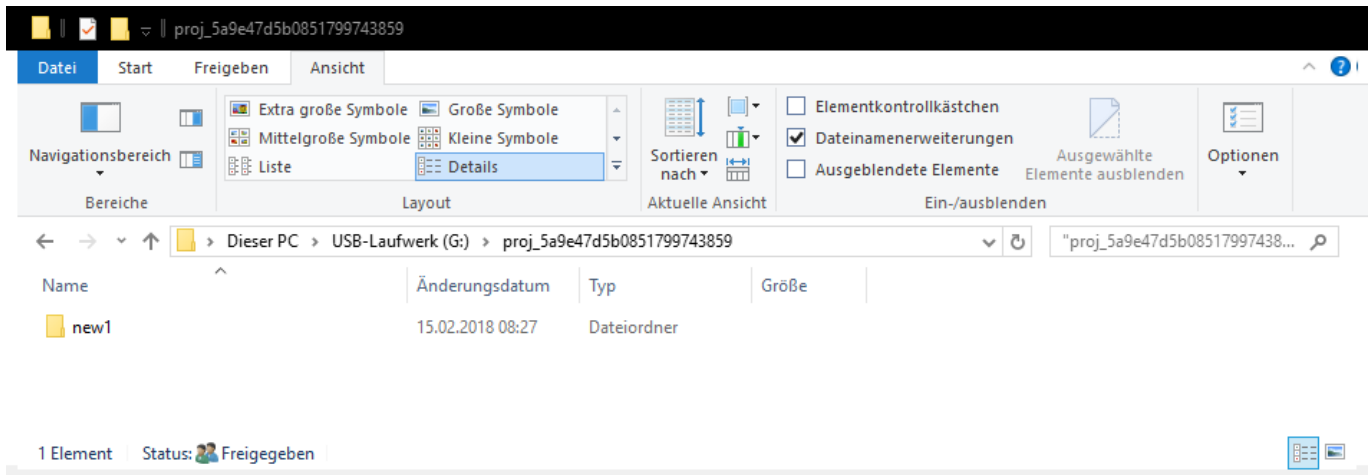 proj_5a9e47d5b0851799743859
Datei Start Freigeben Ansicht
Extra große Symbole Große Symbole
Mittelgroße Symbole Kleine Symbole
Liste Details
Navigationsbereich
Sortieren
nach
Elementkontrollkästchen
Dateinamenerweiterungen
Ausgeblendete Elemente
Ausgewählte
Elemente ausblenden
Optionen
Bereiche Layout Aktuelle Ansicht Ein-/ausblenden
Dieser PC > USB-Laufwerk (G:) > proj_5a9e47d5b0851799743859
"proj_5a9e47d5b08517997438...
Name Änderungsdatum Typ Größe
new1 15.02.2018 08:27 Dateiordner
1 Element Status: Freigegeben